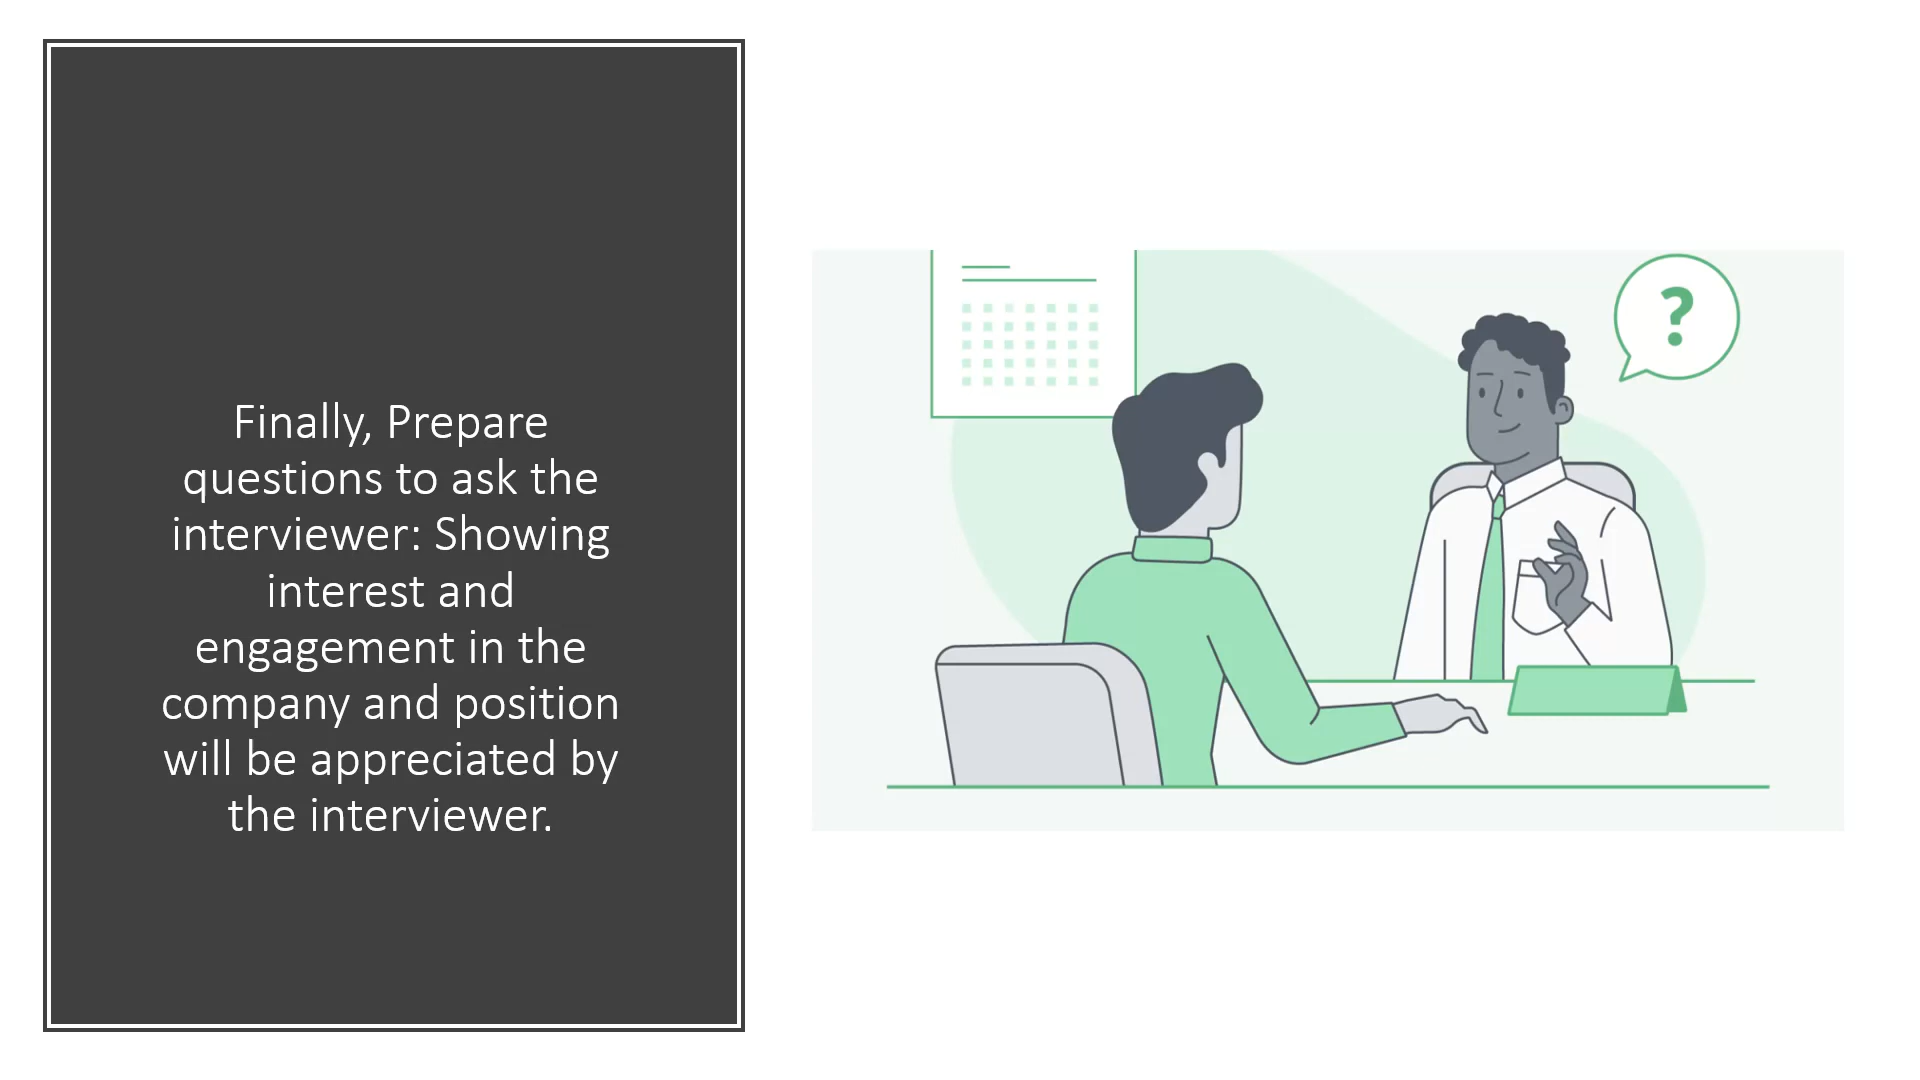 Finally, Prepare
questions to ask the
interviewer: Showing
interest and
engagement in the
company and position
will be appreciated by
the interviewer.
?